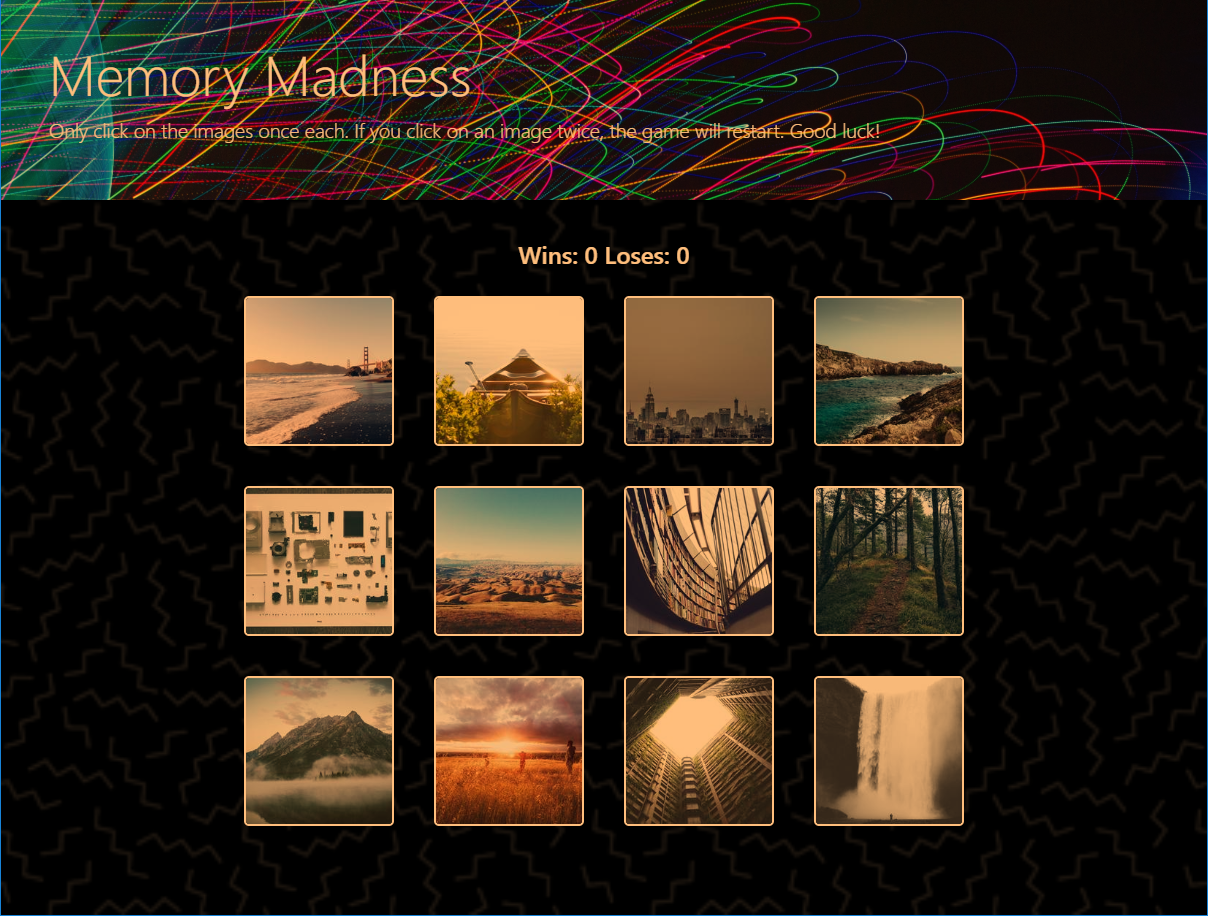 Memory Madness
Only click on the images once each. If you click on an image twice, the game will restart. Good luck!
Wins: 0 Loses: 0